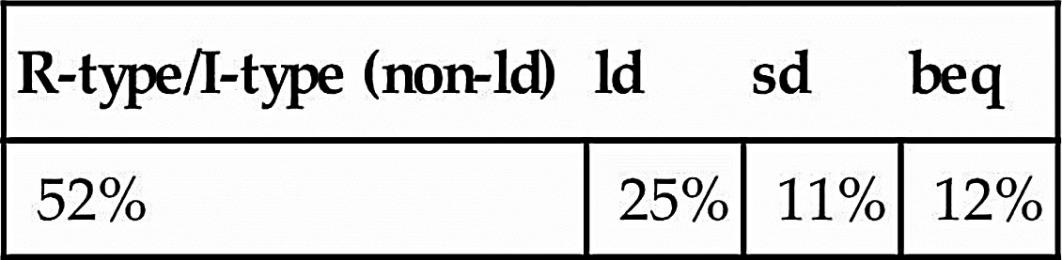 R-type/I-type (non-ld) ld sd beq
52% 25% 11% 12%